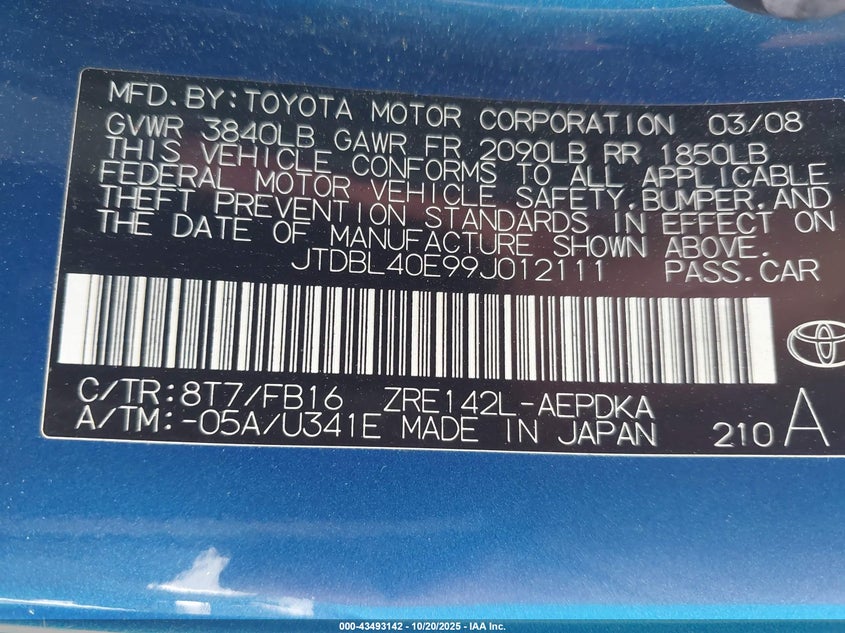 MFD. BY: TOYOTA MOTOR CORPORATION 03/08
GVWR 3840LB GAWR FR 2090LB RR 1850LB
THIS VEHICLE CONFORMS TO ALL APPLICABLE
FEDERAL MOTOR VEHICLE SAFETY, BUMPER, AND
THEFT PREVENTION STANDARDS IN EFFECT ON
THE DATE OF MANUFACTURE SHOWN ABOVE.
JTDBL40E99J012111 PASS. CAR
C/TR: 8T7/FB16 ZRE142L-AEPDKA
A/TM: -05A/U341E MADE IN JAPAN 210 A
000-43493142 | 10/20/2025 - IAA Inc.